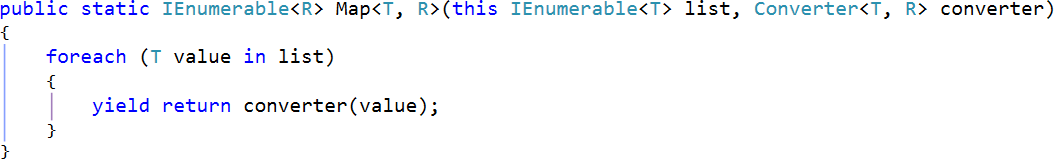 public static IEnumerable<R> Map<T, R>(this IEnumerable<T> list, Converter<T, R> converter)
{
    foreach (T value in list)
    {
        yield return converter(value);
    }
}